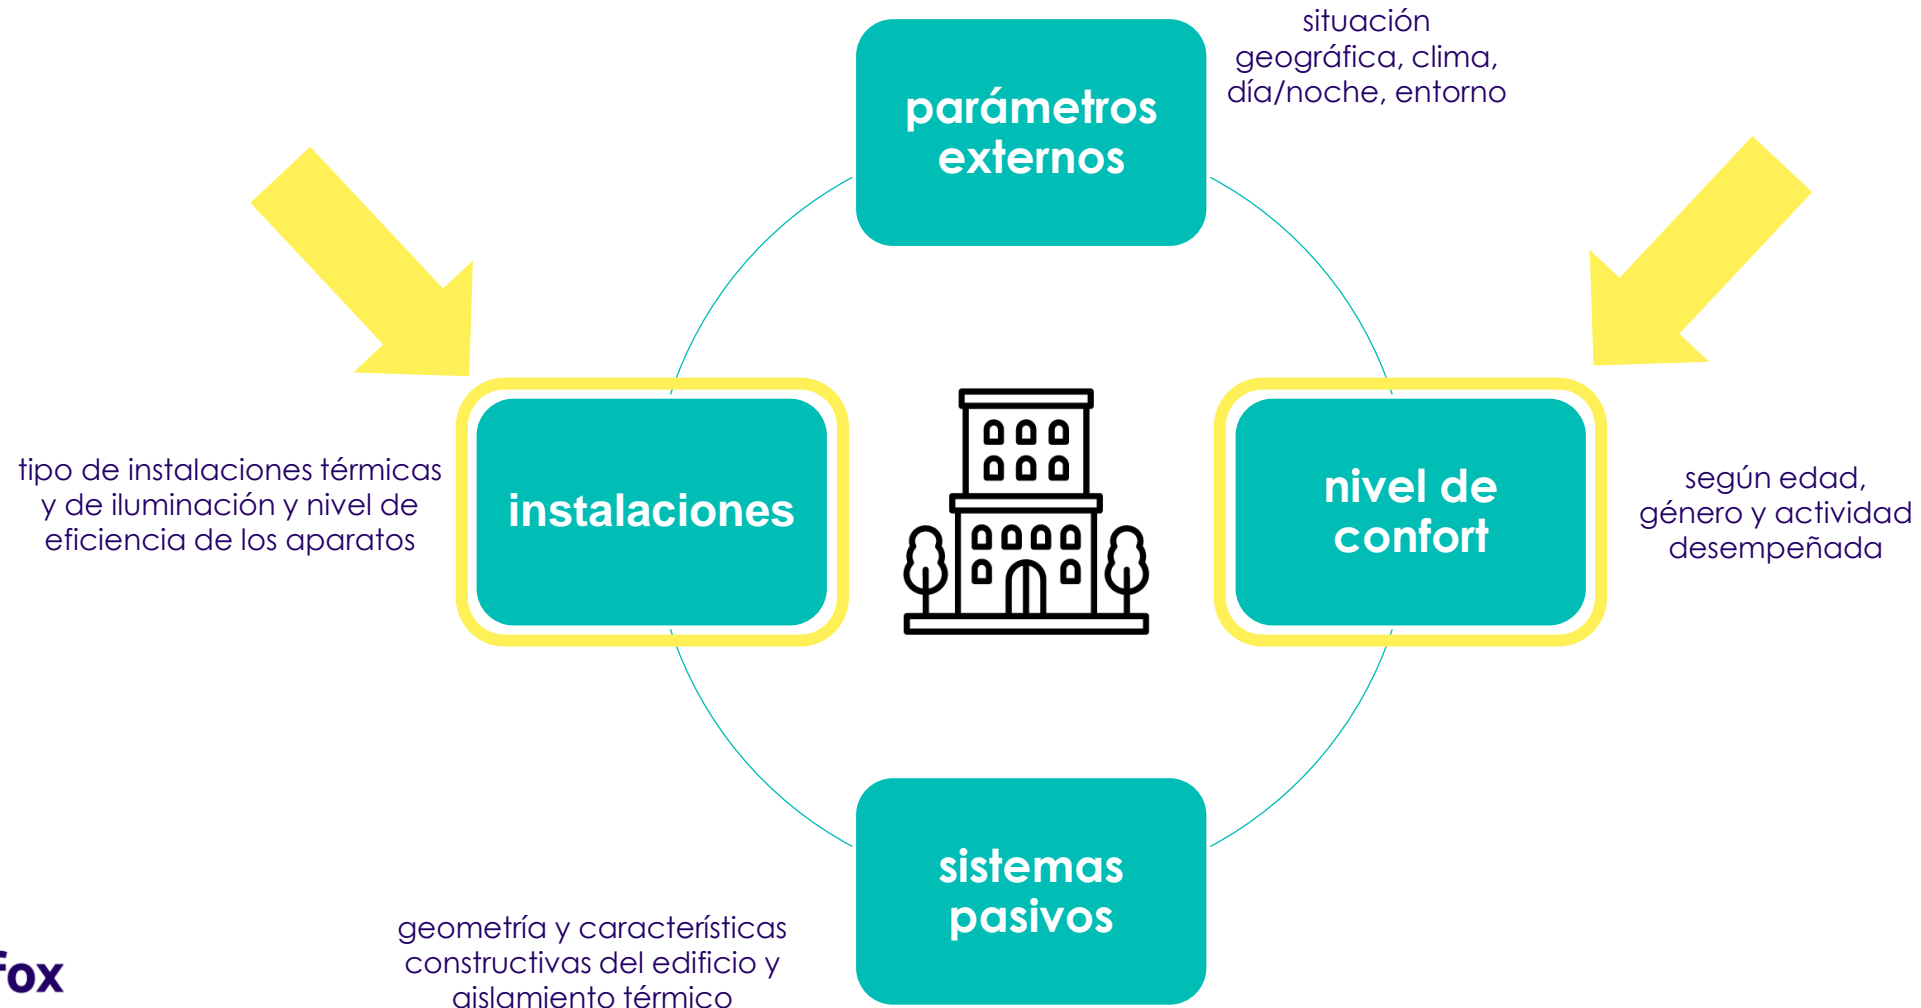 situación
geográfica, clima,
día/noche, entorno
parámetros
externos
tipo de instalaciones térmicas
y de iluminación y nivel de
eficiencia de los aparatos
instalaciones
nivel de
confort
según edad,
género y actividad
desempeñada
sistemas
pasivos
geometría y características
constructivas del edificio y
aislamiento térmico
fox